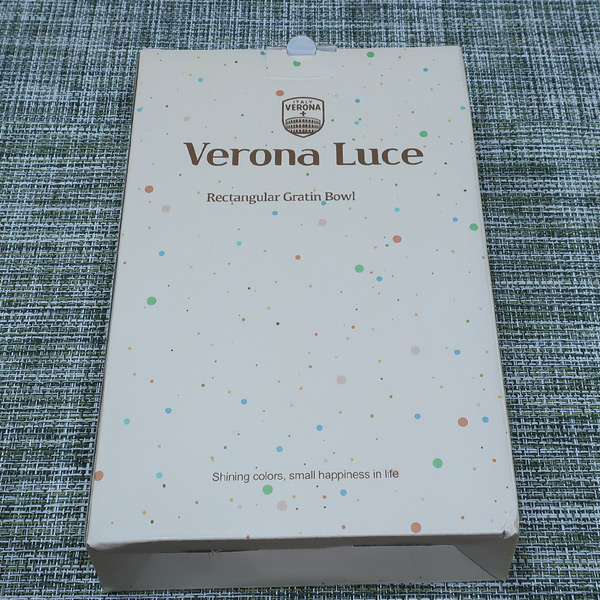 ITALY
VERONA
Verona Luce
Rectangular Gratin Bowl
Shining colors, small happiness in life